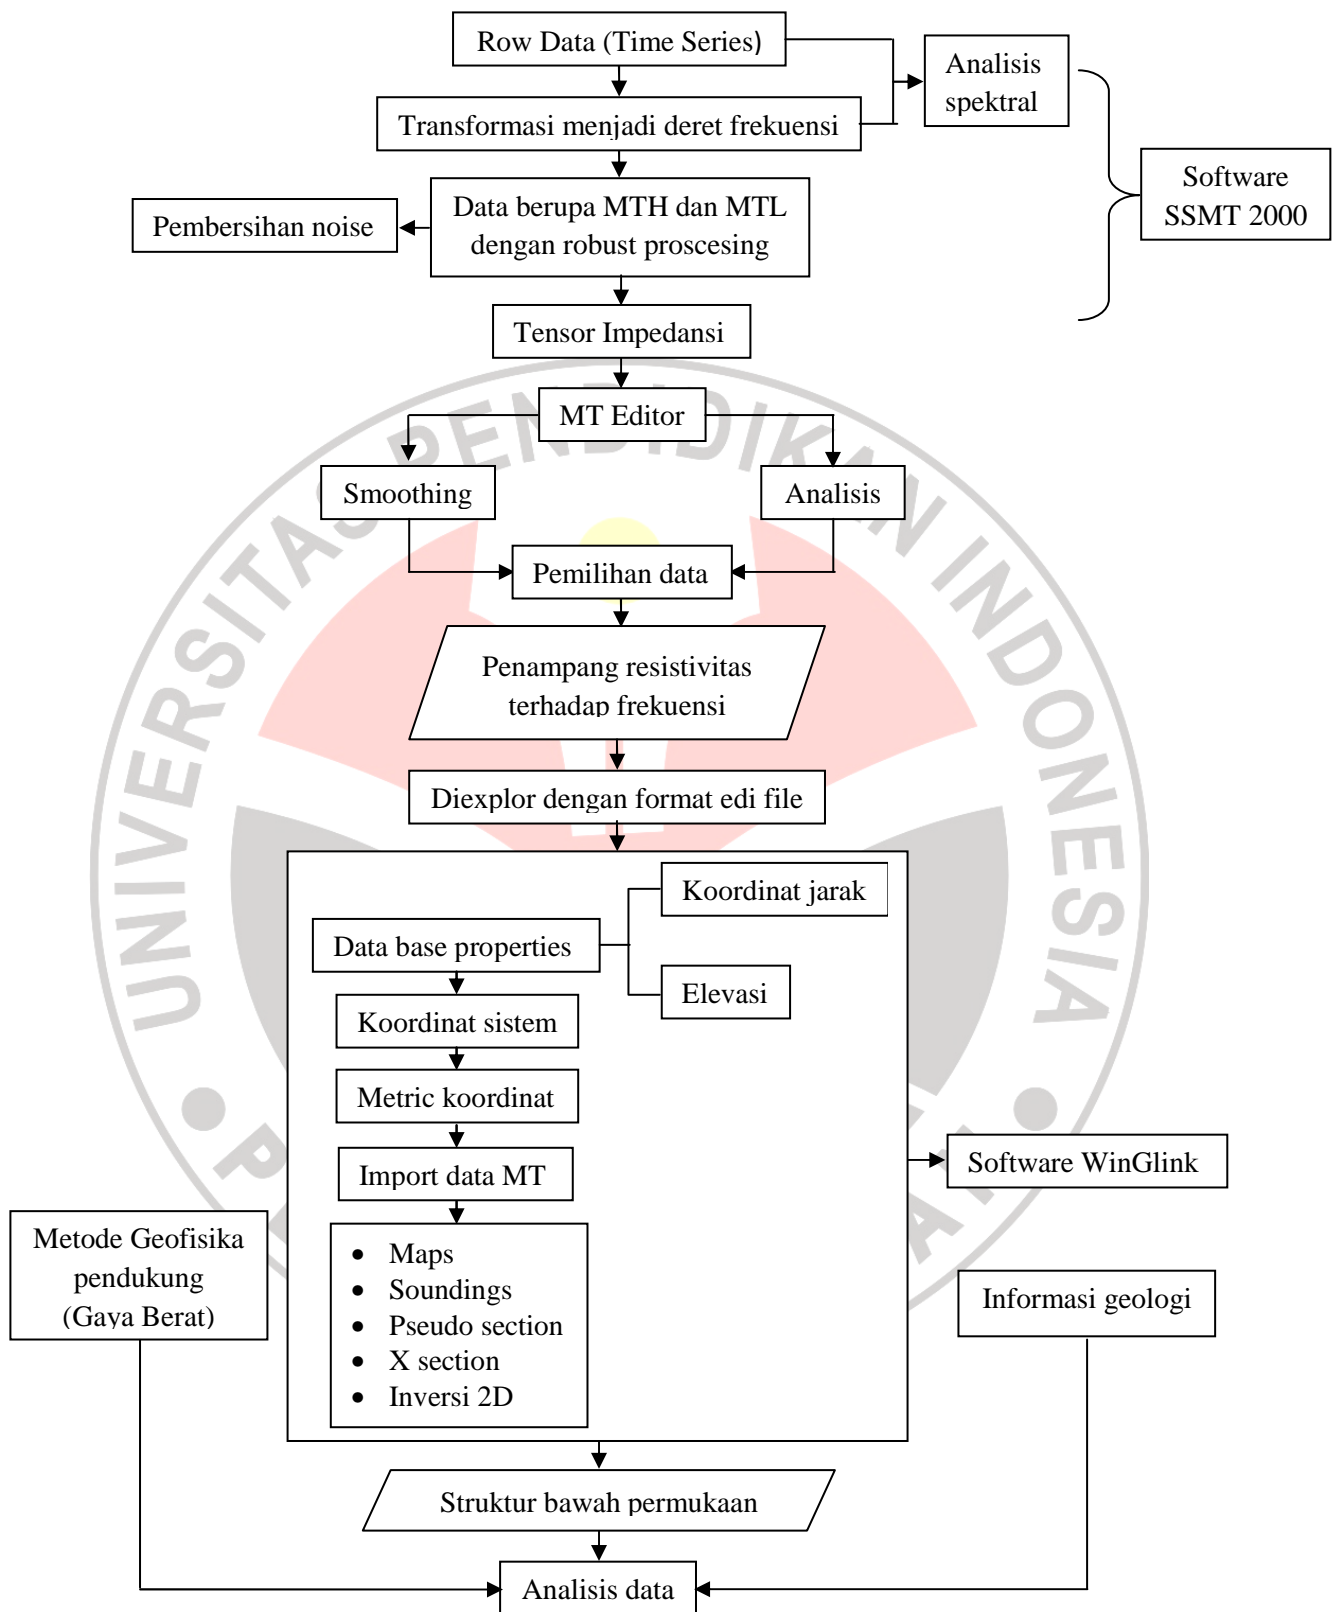 Row Data (Time Series)
Analisis
spektral
Transformasi menjadi deret frekuensi
Software
SSMT 2000
Data berupa MTH dan MTL
dengan robust proscesing
Pembersihan noise
Tensor Impedansi
MT Editor
Smoothing
Analisis
Pemilihan data
Penampang resistivitas
terhadap frekuensi
Diexplor dengan format edi file
Koordinat jarak
Data base properties
Elevasi
Koordinat sistem
Metric koordinat
Import data MT
Software WinGlink
• Maps
• Soundings
• Pseudo section
• X section
• Inversi 2D
Metode Geofisika
pendukung
(Gaya Berat)
Informasi geologi
Struktur bawah permukaan
Analisis data
UNIVERSITAS PENDIDIKAN INDONESIA